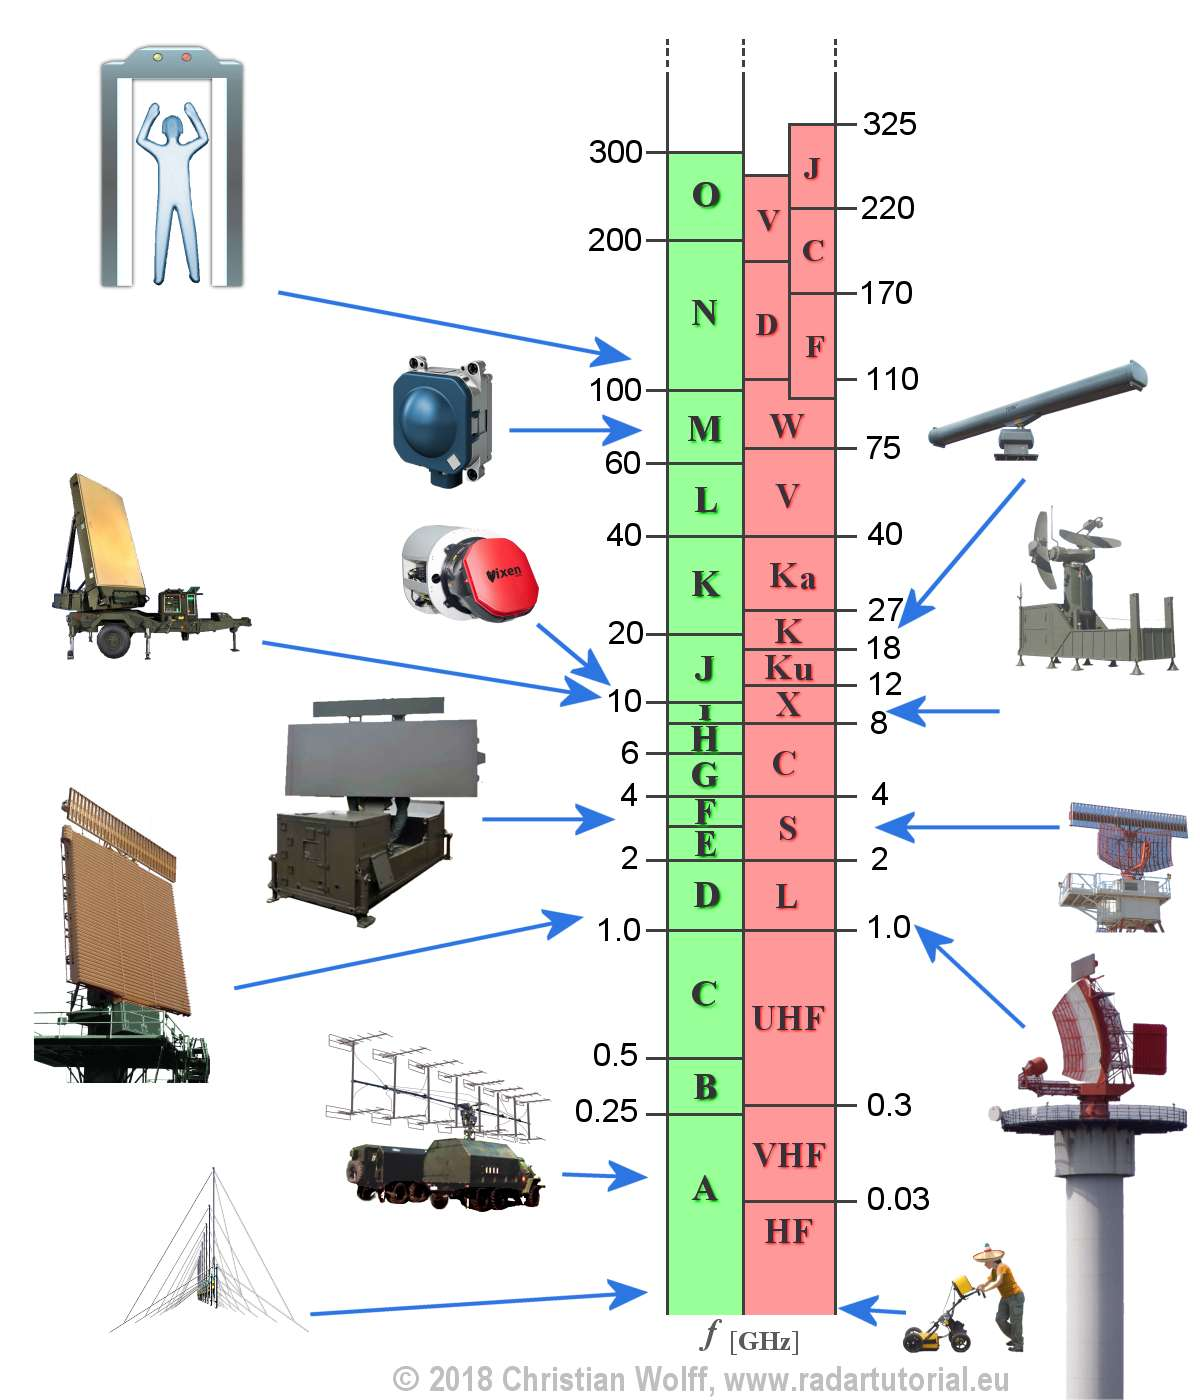 325
300
J
O
V
220
200
C
170
N
D
F
110
100
M
W
75
60
L
V
40
40
K
Ka
27
20
K
18
J
Ku
12
10
X
I
8
H
6
G
C
4
4
F
S
E
2
2
D
L
1.0
1.0
C
UHF
0.5
B
0.25
0.3
VHF
A
0.03
HF
Vixen
f [GHz]
© 2018 Christian Wolff, www.radartutorial.eu